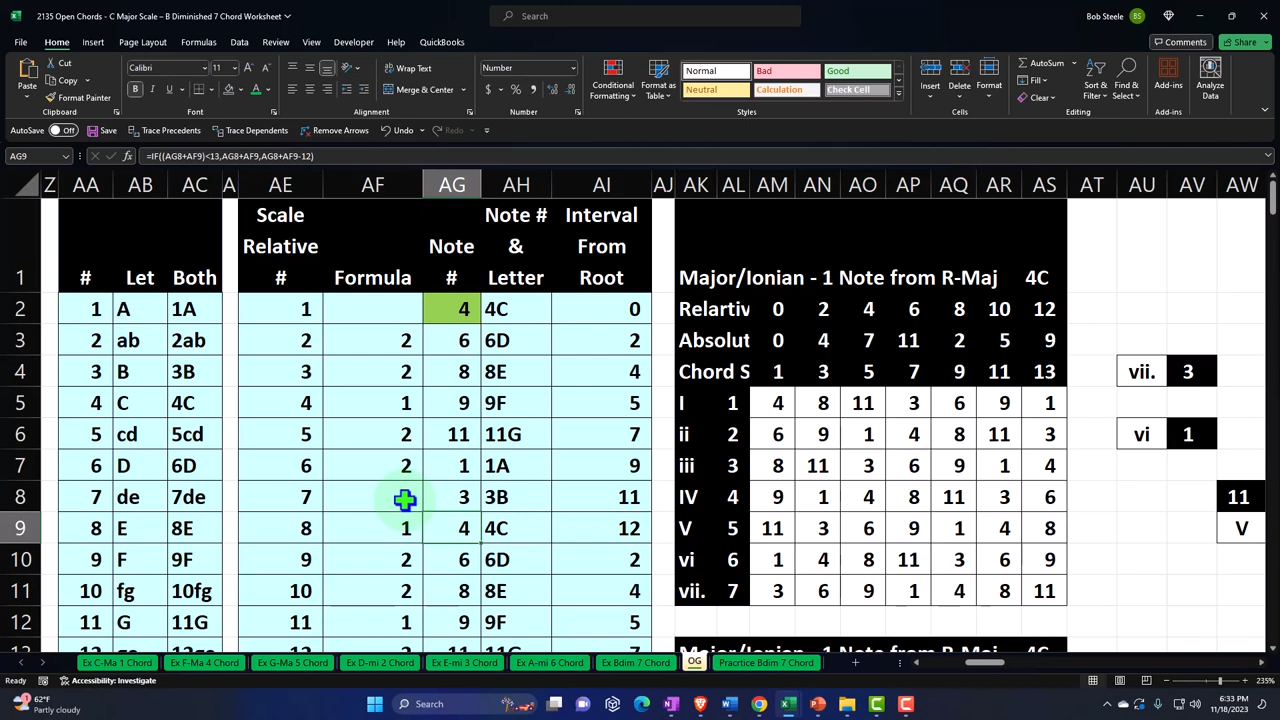 2135 Open Chords - C Major Scale – B Diminished 7 Chord Worksheet
Search
Bob Steele BS
File Home Insert Page Layout Formulas Data Review View Developer Help QuickBooks Comments Share
Paste Cut Copy Format Painter Clipboard
Calibri 11 B I U A Font
Wrap Text Merge & Center Alignment
Number $ % Number
Conditional Formatting Format as Table
Normal Bad Good Neutral Calculation Check Cell Styles
Insert Delete Format Cells
AutoSum Fill Clear Sort & Filter Find & Select Editing
Add-ins Add-ins
Analyze Data
AutoSave Off Save Trace Precedents Trace Dependents Remove Arrows Undo
AG9 fx =IF((AG8+AF9)<13,AG8+AF9,AG8+AF9-12)
Z AA AB AC A AE AF AG AH AI AJ AK AL AM AN AO AP AQ AR AS AT AU AV AW
Scale Note # Interval
Relative Note & From
1 # Let Both # Formula # Letter Root Major/Ionian - 1 Note from R-Maj 4C
2 1 A 1A 1 4 4C 0 Relartiv 0 2 4 6 8 10 12
3 2 ab 2ab 2 2 6 6D 2 Absolut 0 4 7 11 2 5 9
4 3 B 3B 3 2 8 8E 4 Chord S 1 3 5 7 9 11 13 vii. 3
5 4 C 4C 4 1 9 9F 5 I 1 4 8 11 3 6 9 1
6 5 cd 5cd 5 2 11 11G 7 ii 2 6 9 1 4 8 11 3 vi 1
7 6 D 6D 6 2 1 1A 9 iii 3 8 11 3 6 9 1 4
8 7 de 7de 7 3 3B 11 IV 4 9 1 4 8 11 3 6 11
9 8 E 8E 8 1 4 4C 12 V 5 11 3 6 9 1 4 8 V
10 9 F 9F 9 2 6 6D 2 vi 6 1 4 8 11 3 6 9
11 10 fg 10fg 10 2 8 8E 4 vii. 7 3 6 9 1 4 8 11
12 11 G 11G 11 1 9 9F 5
Major/Ionian - 1 Note from R-Maj 4C
Ex C-Ma 1 Chord Ex F-Ma 4 Chord Ex G-Ma 5 Chord Ex D-mi 2 Chord Ex E-mi 3 Chord Ex A-mi 6 Chord Ex Bdim 7 Chord OG Pracrtice Bdim 7 Chord
Ready Accessibility: Investigate 235%
62°F
Partly cloudy
Search
6:33 PM
11/18/2023